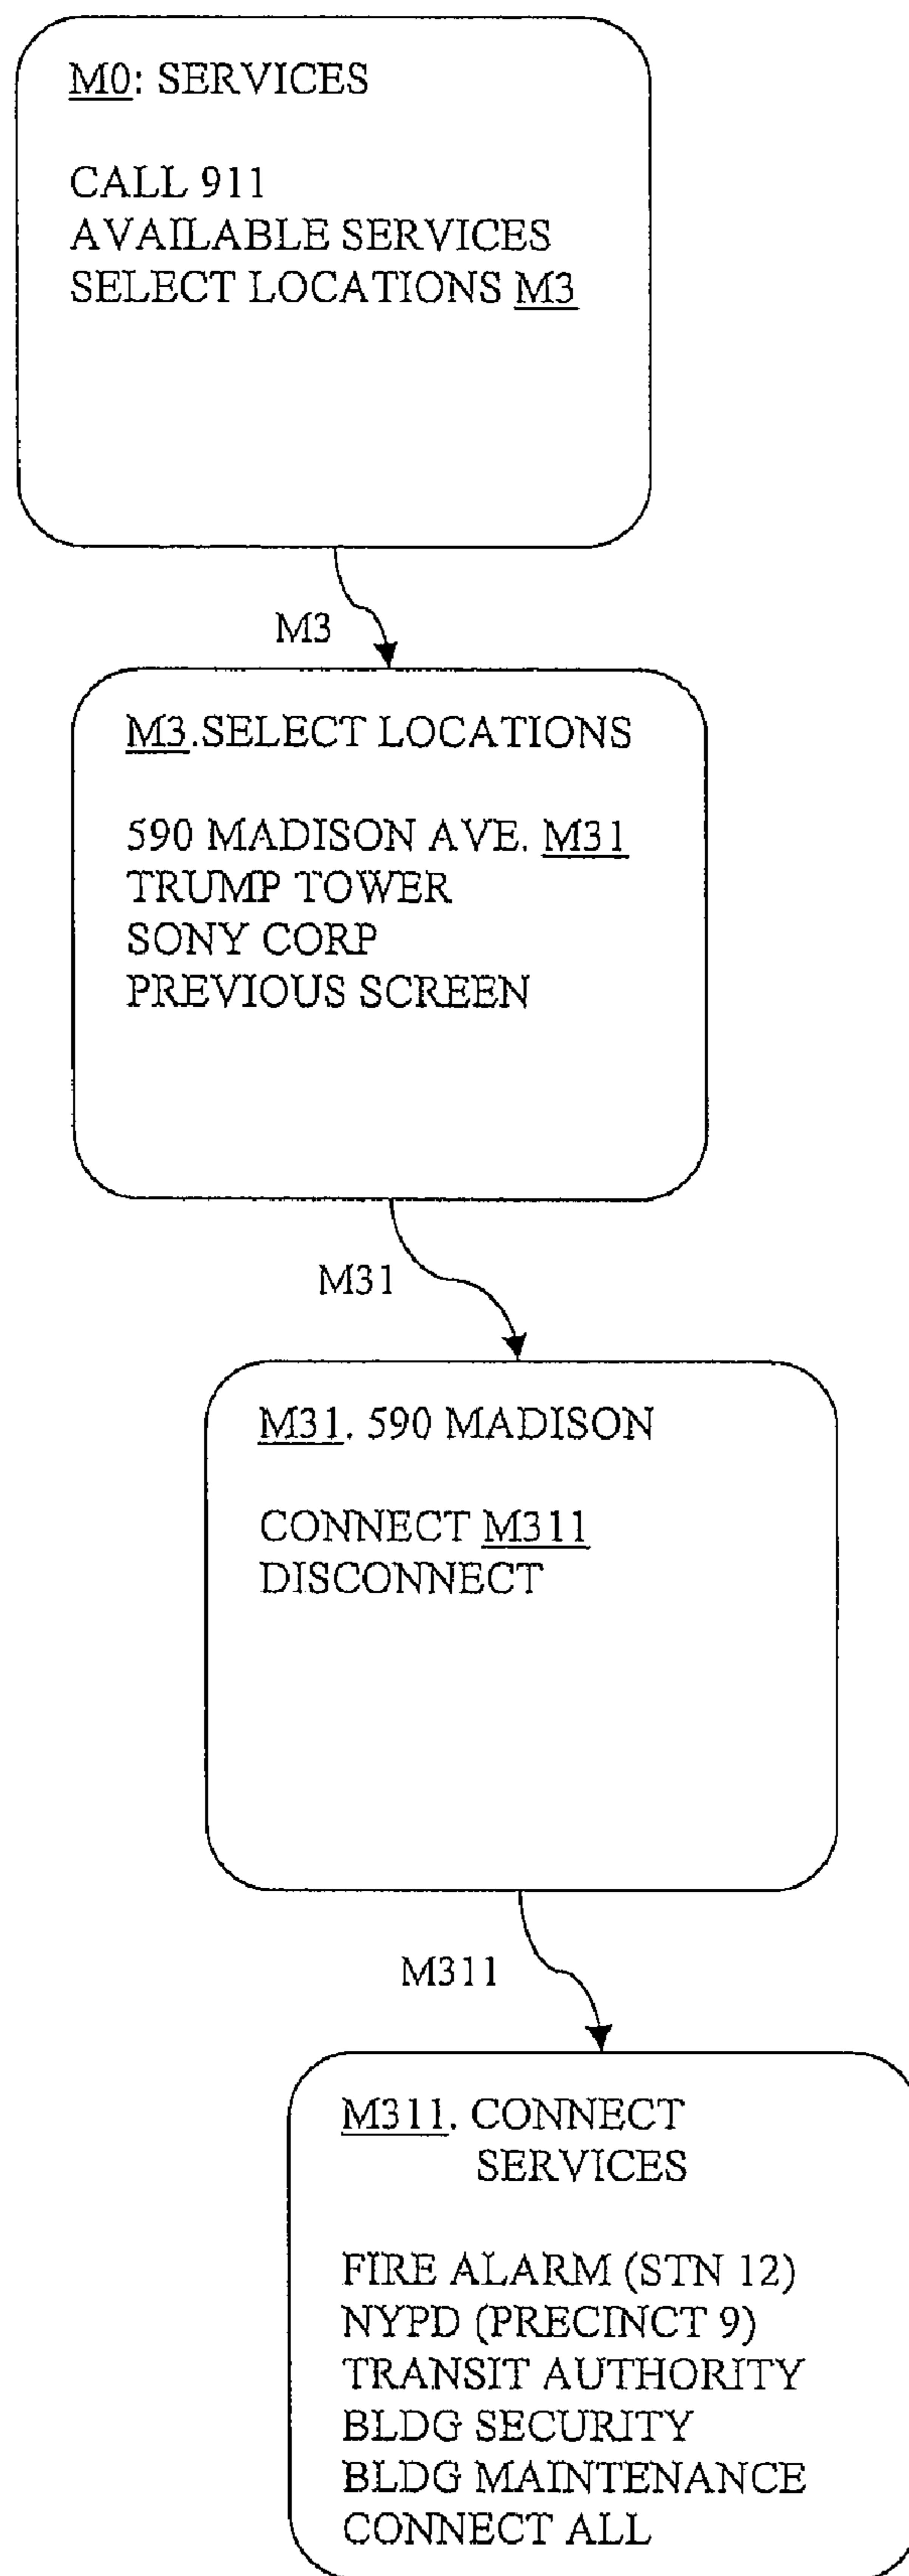 M0: SERVICES
CALL 911
AVAILABLE SERVICES
SELECT LOCATIONS M3
M3
M3.SELECT LOCATIONS
590 MADISON AVE. M31
TRUMP TOWER
SONY CORP
PREVIOUS SCREEN
M31
M31. 590 MADISON
CONNECT M311
DISCONNECT
M311
M311. CONNECT
SERVICES
FIRE ALARM (STN 12)
NYPD (PRECINCT 9)
TRANSIT AUTHORITY
BLDG SECURITY
BLDG MAINTENANCE
CONNECT ALL